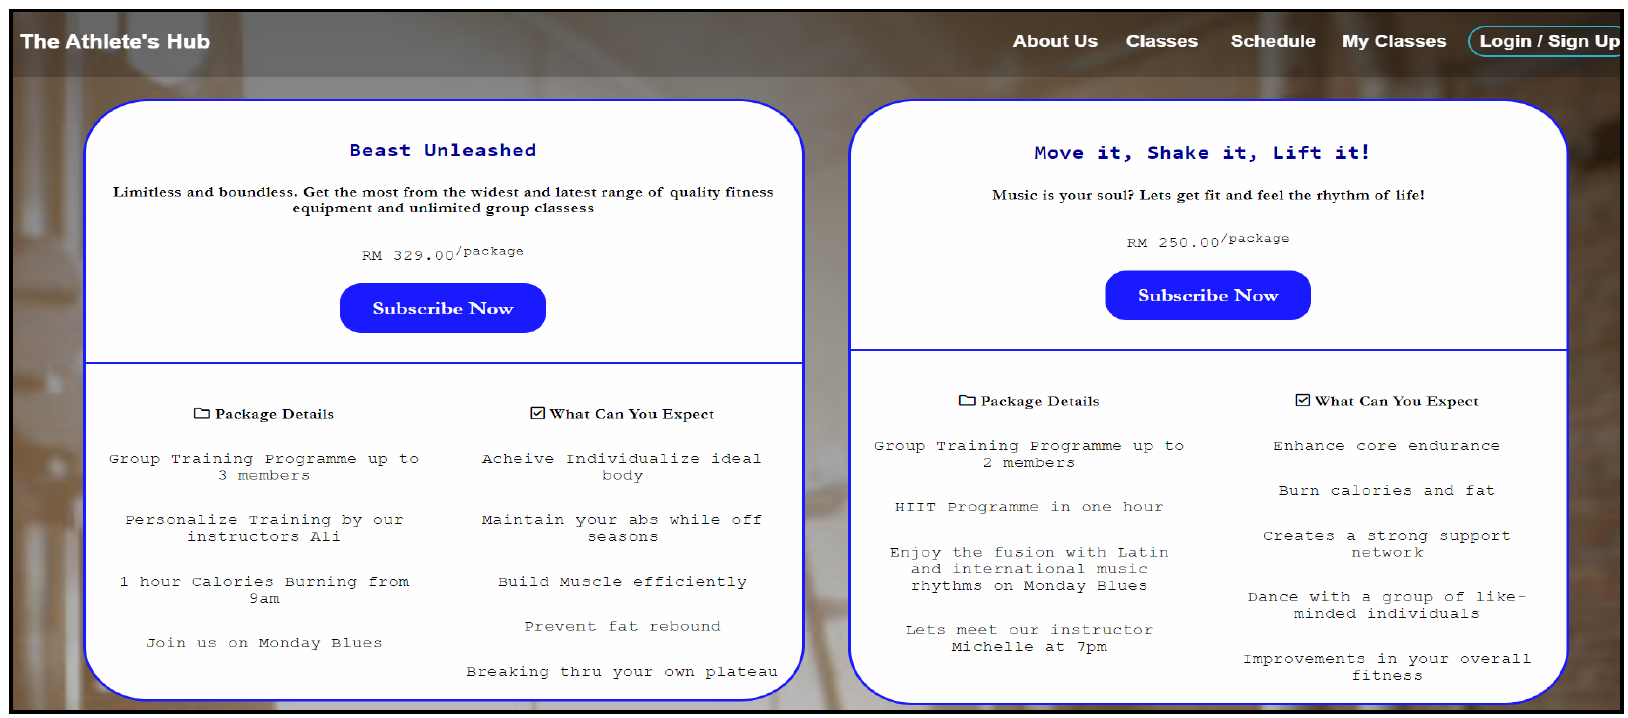 The Athlete's Hub
About Us Classes Schedule My Classes Login / Sign Up
Beast Unleashed
Limitless and boundless. Get the most from the widest and latest range of quality fitness
equipment and unlimited group classess
RM 329.00/package
Subscribe Now
Package Details
Group Training Programme up to
3 members
Personalize Training by our
instructors Ali
1 hour Calories Burning from
9am
Join us on Monday Blues
What Can You Expect
Acheive Individualize ideal
body
Maintain your abs while off
seasons
Build Muscle efficiently
Prevent fat rebound
Breaking thru your own plateau
Move it, Shake it, Lift it!
Music is your soul? Lets get fit and feel the rhythm of life!
RM 250.00/package
Subscribe Now
Package Details
Group Training Programme up to
2 members
HIIT Programme in one hour
Enjoy the fusion with Latin
and international music
rhythms on Monday Blues
Lets meet our instructor
Michelle at 7pm
What Can You Expect
Enhance core endurance
Burn calories and fat
Creates a strong support
network
Dance with a group of like-
minded individuals
Improvements in your overall
fitness